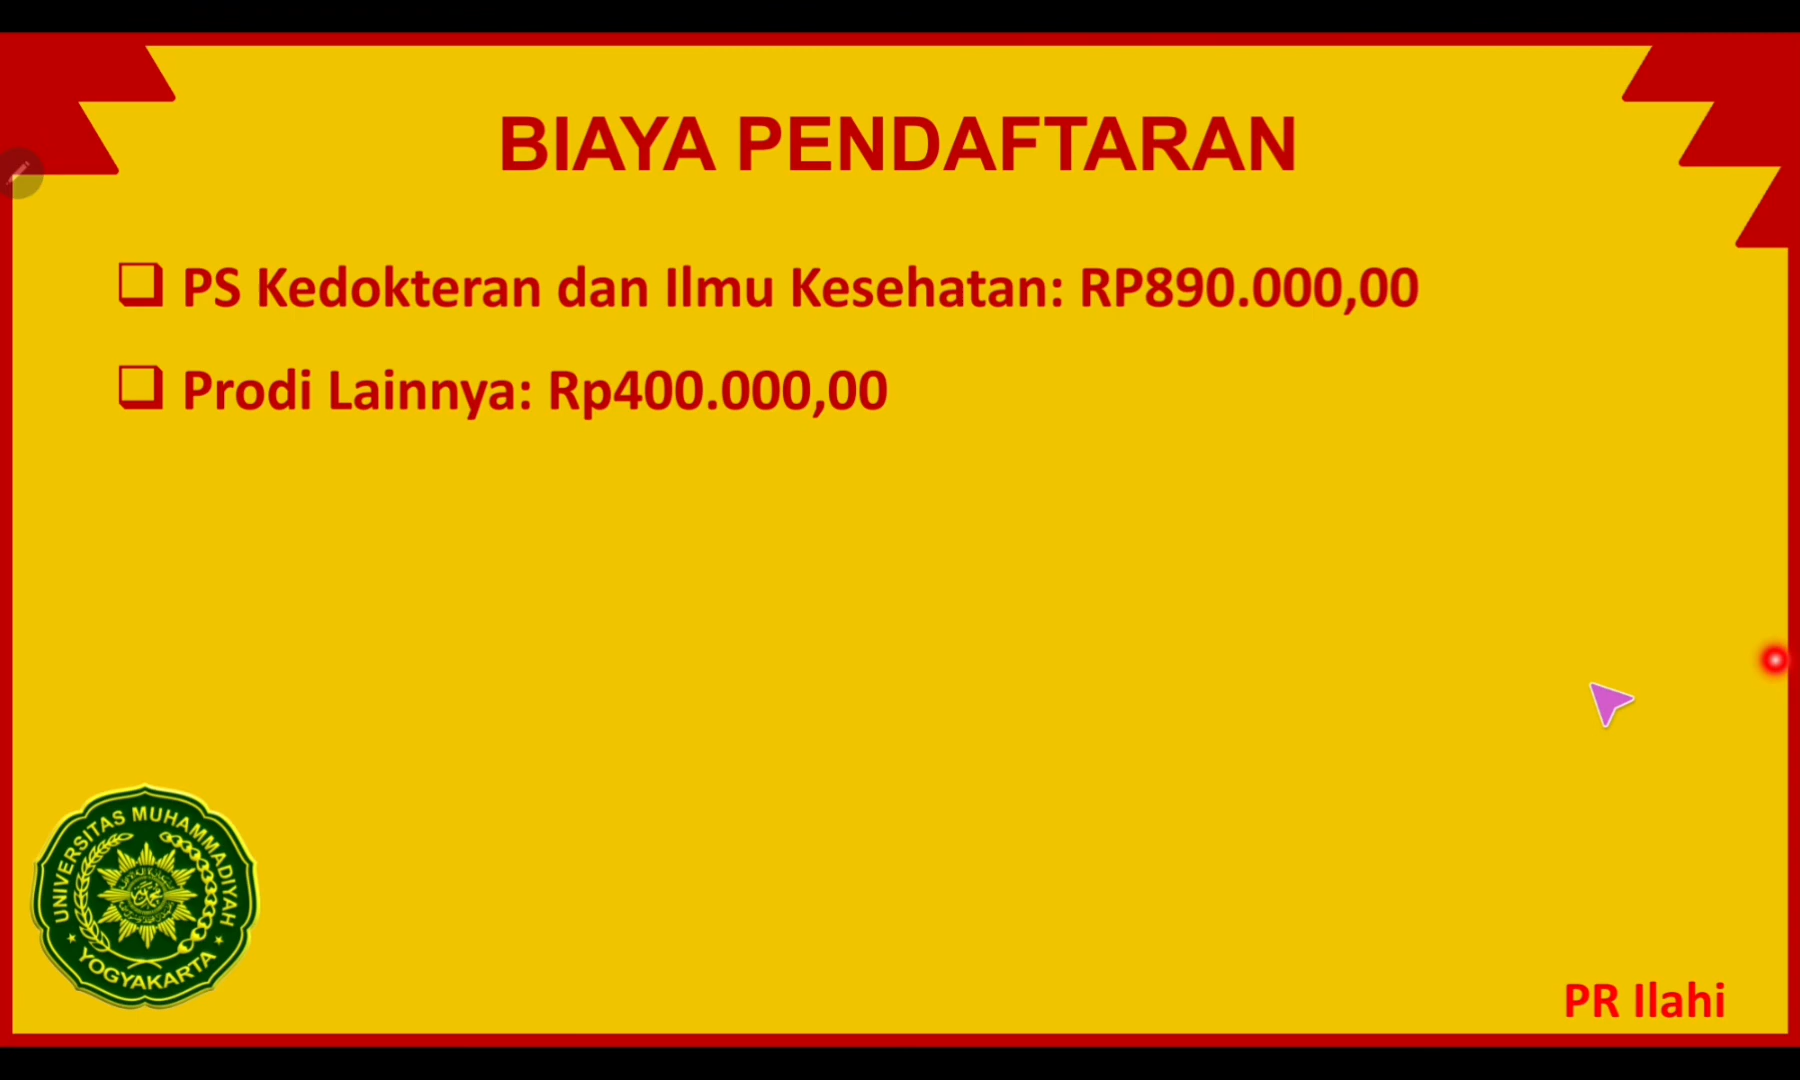 BIAYA PENDAFTARAN
PS Kedokteran dan Ilmu Kesehatan: RP890.000,00
Prodi Lainnya: Rp400.000,00
UNIVERSITAS MUHAMMADIYAH
YOGYAKARTA
PR Ilahi